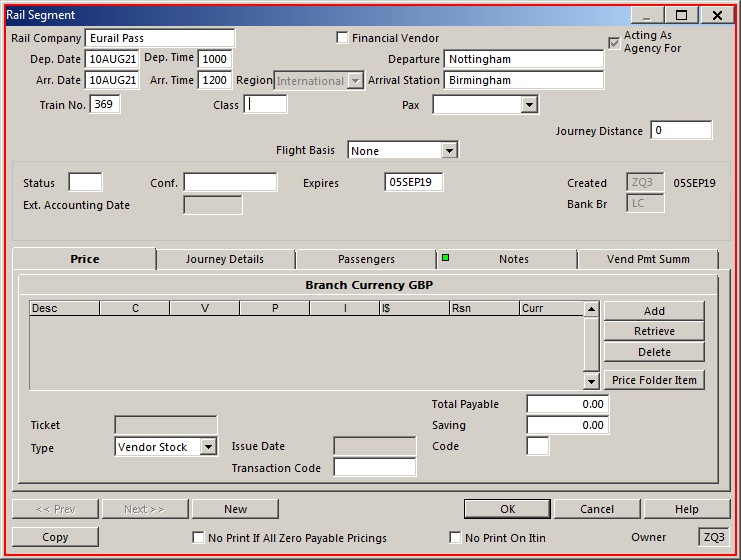 Rail Segment
Rail Company Eurail Pass Financial Vendor Acting As Agency For
Dep. Date 10AUG21 Dep. Time 1000 Departure Nottingham
Arr. Date 10AUG21 Arr. Time 1200 Region International Arrival Station Birmingham
Train No. 369 Class Pax
Journey Distance 0
Flight Basis None
Status Conf. Expires 05SEP19 Created ZQ3 05SEP19
Ext. Accounting Date Bank Br LC
Price Journey Details Passengers Notes Vend Pmt Summ
Branch Currency GBP
Desc C V P I I$ Rsn Curr
Add
Retrieve
Delete
Price Folder Item
Total Payable 0.00
Ticket Saving 0.00
Type Vendor Stock Issue Date Code
Transaction Code
<< Prev Next >> New OK Cancel Help
Copy No Print If All Zero Payable Pricings No Print On Itin Owner ZQ3